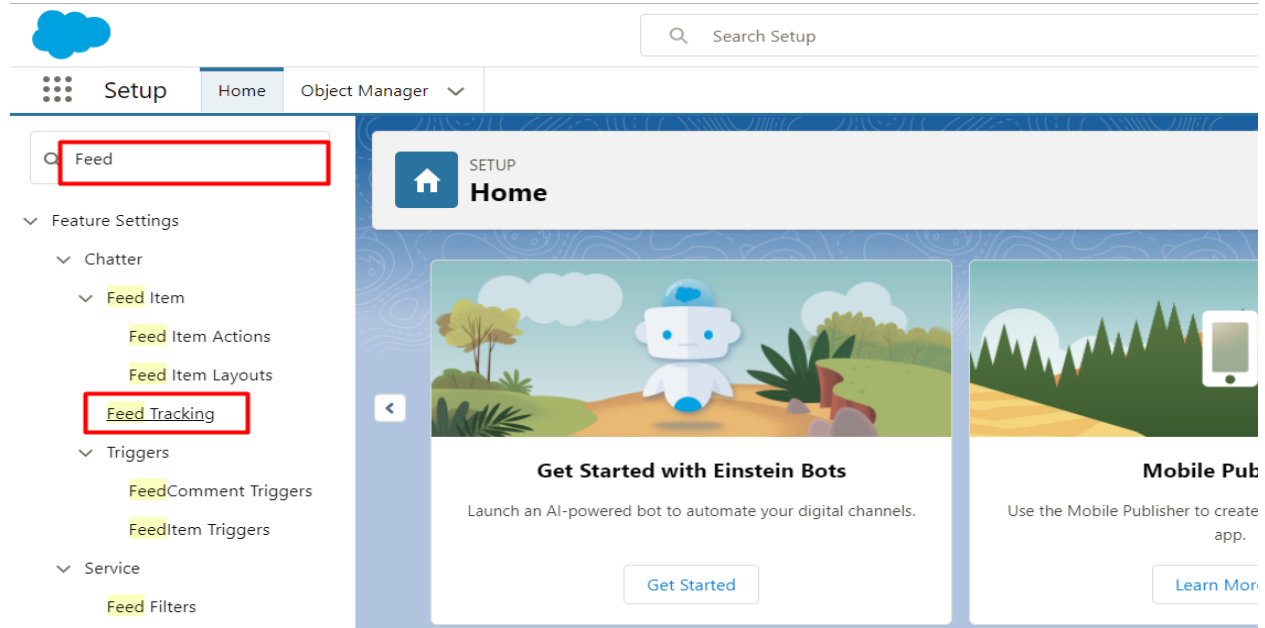 Search Setup
Setup
Home
Object Manager
Feed
Feature Settings
Chatter
Feed Item
Feed Item Actions
Feed Item Layouts
Feed Tracking
Triggers
FeedComment Triggers
FeedItem Triggers
Service
Feed Filters
SETUP
Home
Get Started with Einstein Bots
Launch an AI-powered bot to automate your digital channels.
Get Started
Mobile Pub
Use the Mobile Publisher to create
app.
Learn Mor